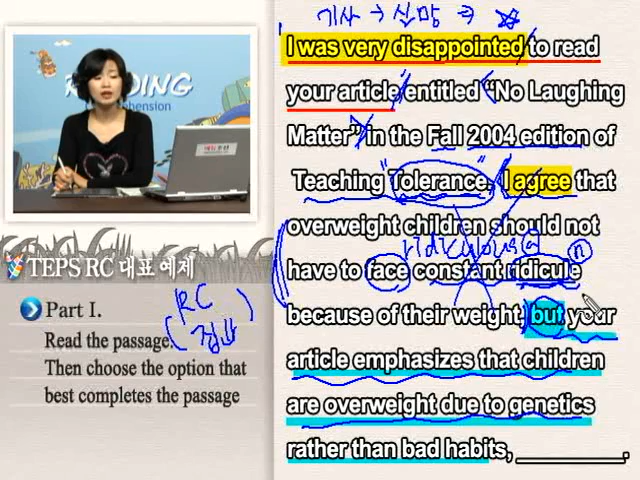 기사 → 실망 ⇒
I was very disappointed to read
your article entitled “No Laughing
Matter” in the Fall 2004 edition of
Teaching Tolerance. I agree that
overweight children should not
ridiculous ⓐ
have to face constant ridicule ⓝ
because of their weight, but your
article emphasizes that children
are overweight due to genetics
rather than bad habits, __________.
TEPS RC 대표 예제
Part I.
RC
Read the passage.
Then choose the option that
best completes the passage